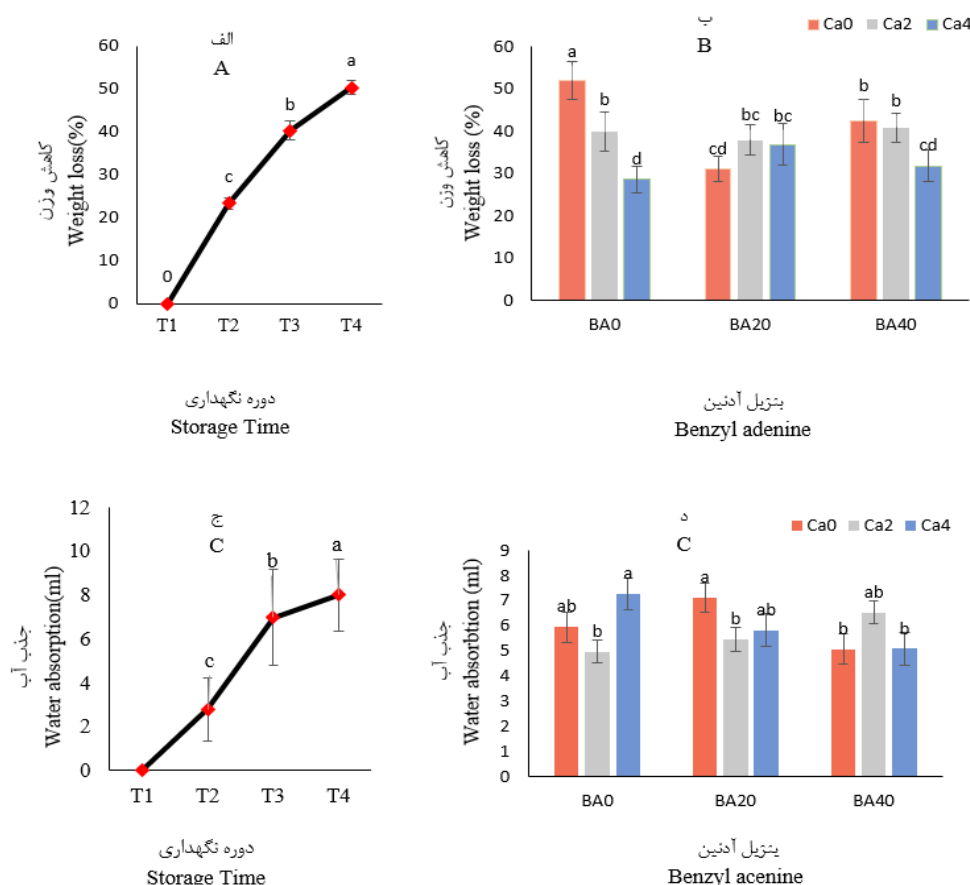 الف
A
60
50
40
30
20
10
0
0
c
b
a
T1 T2 T3 T4
کاهش وزن
Weight loss(%)
دوره نگهداری
Storage Time
ب
B
Ca0 Ca2 Ca4
60
50
40
30
20
10
0
a b d
cd bc bc
b b cd
BA0 BA20 BA40
کاهش وزن
Weight loss (%)
بنزیل آدنین
Benzyl adenine
ج
C
12
10
8
6
4
2
0
c
b
a
T1 T2 T3 T4
جذب آب
Water absorption(ml)
دوره نگهداری
Storage Time
د
C
Ca0 Ca2 Ca4
9
8
7
6
5
4
3
2
1
0
ab b a
a b ab
b ab b
BA0 BA20 BA40
جذب آب
Water absorbtion (ml)
بنزیل آدنین
Benzyl acenine